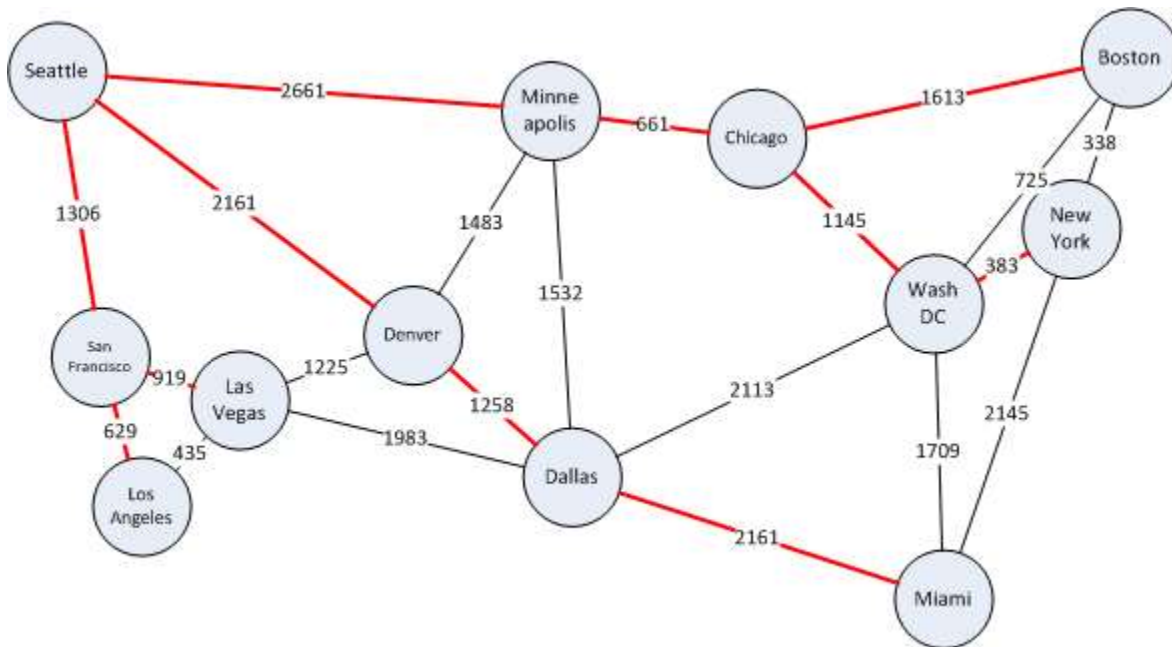 Boston
Seattle
2661
1613
Minne
apolis
661
Chicago
338
725
2161
1306
1483
1145
New
York
383
1532
Wash
DC
Denver
San
Francisco
1225
919
Las
Vegas
2113
1258
2145
629
1983
435
1709
Dallas
Los
Angeles
2161
Miami